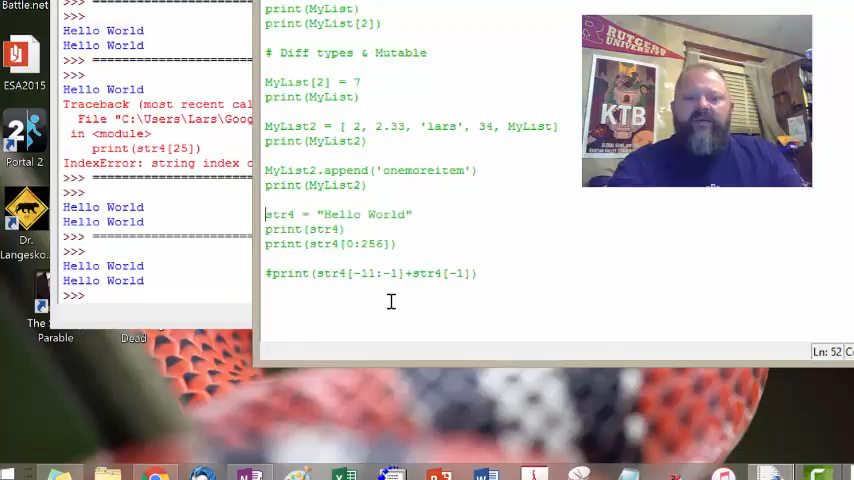 Battle.net
ESA2015
Portal 2
Dr.
Langesko
The S
Parable
Dead
>>>
>>>
Hello World
Hello World
>>> ======================
>>>
Hello World
Traceback (most recent cal
File "C:\Users\Lars\Goog
in <module>
print(str4[25])
IndexError: string index o
>>> ======================
>>>
Hello World
Hello World
>>> ======================
>>>
Hello World
Hello World
>>>
print(MyList)
print(MyList[2])
# Diff types & Mutable
MyList[2] = 7
print(MyList)
MyList2 = [ 2, 2.33, 'lars', 34, MyList]
print(MyList2)
MyList2.append('onemoreitem')
print(MyList2)
str4 = "Hello World"
print(str4)
print(str4[0:256])
#print(str4[-11:-1]+str4[-1])
Ln: 52 C
RUTGERS
UNIVERSITY
KTB